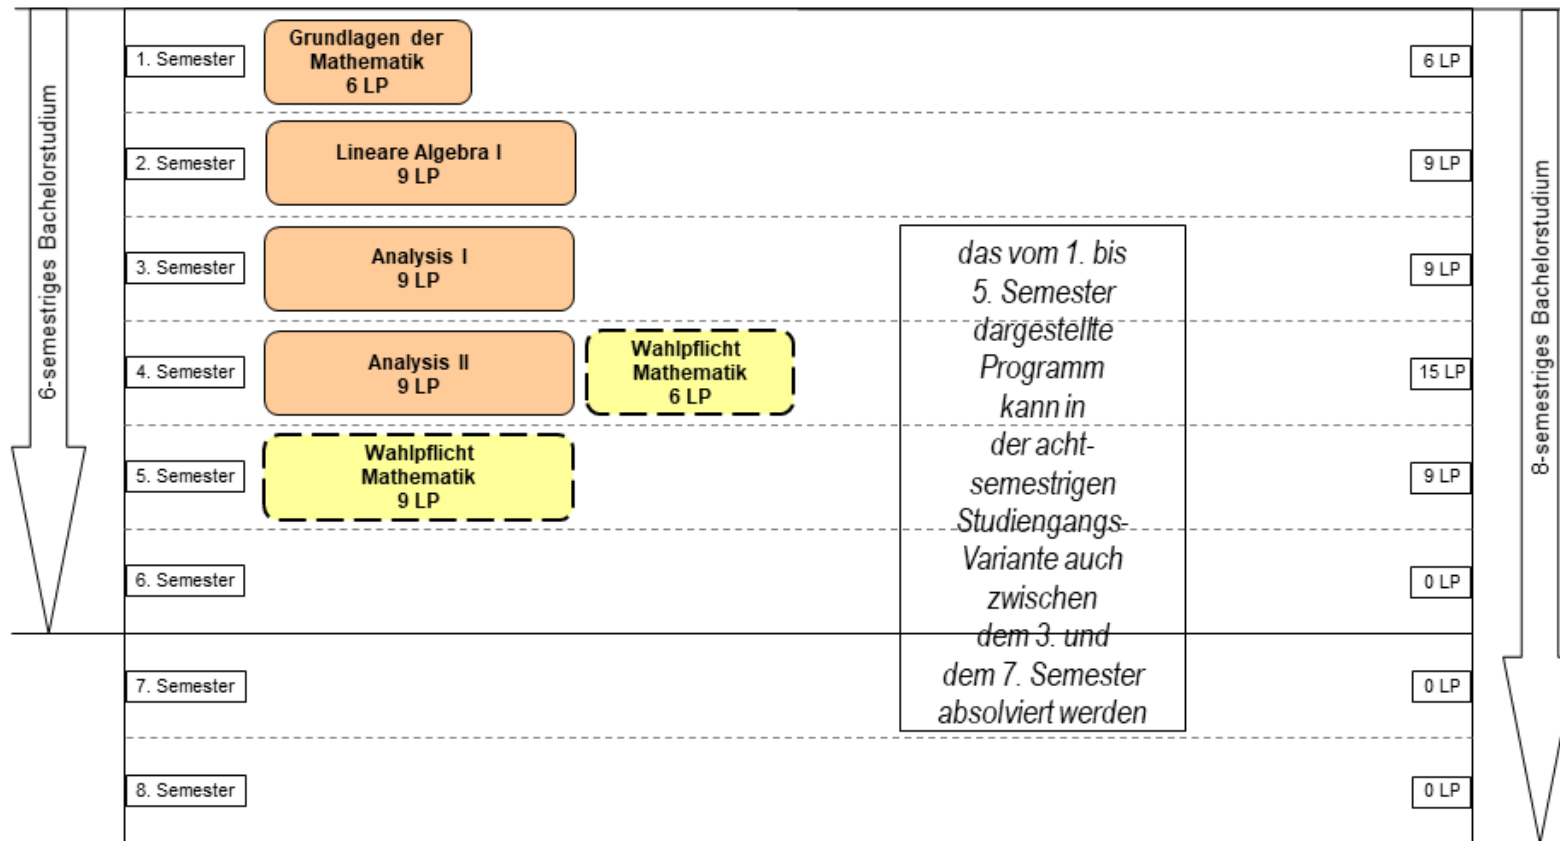 6-semestriges Bachelorstudium
1. Semester
Grundlagen der
Mathematik
6 LP
6 LP
2. Semester
Lineare Algebra I
9 LP
9 LP
3. Semester
Analysis I
9 LP
9 LP
4. Semester
Analysis II
9 LP
Wahlpflicht
Mathematik
6 LP
15 LP
5. Semester
Wahlpflicht
Mathematik
9 LP
9 LP
6. Semester
0 LP
7. Semester
0 LP
8. Semester
0 LP
das vom 1. bis
5. Semester
dargestellte
Programm
kann in
der acht-
semestrigen
Studiengangs-
Variante auch
zwischen
dem 3. und
dem 7. Semester
absolviert werden
8-semestriges Bachelorstudium